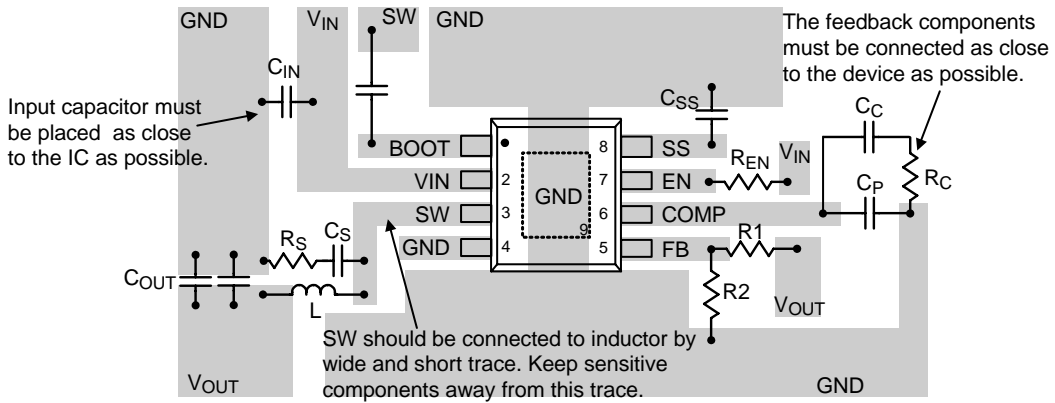 GND
VIN
SW
The feedback components
must be connected as close
to the device as possible.
CIN
Input capacitor must
be placed as close
to the IC as possible.
CSS
CC
BOOT
8
SS
REN
VIN
VIN
2
GND
7
EN
CP
RC
SW
3
6
COMP
GND
4
9
5
FB
R1
RS
CS
COUT
R2
L
VOUT
SW should be connected to inductor by
wide and short trace. Keep sensitive
components away from this trace.
VOUT
GND